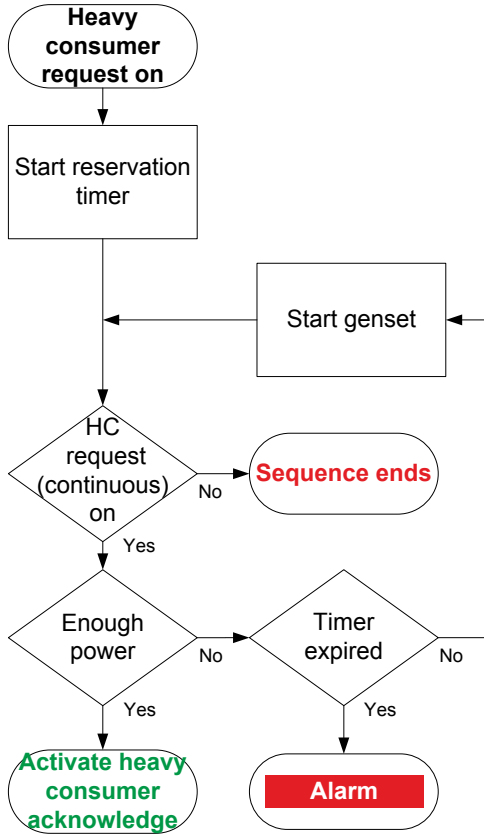 Heavy
consumer
request on
Start reservation
timer
Start genset
HC
request
(continuous)
on
No
Sequence ends
Yes
Enough
power
No
Timer
expired
No
Yes
Yes
Activate heavy
consumer
acknowledge
Alarm